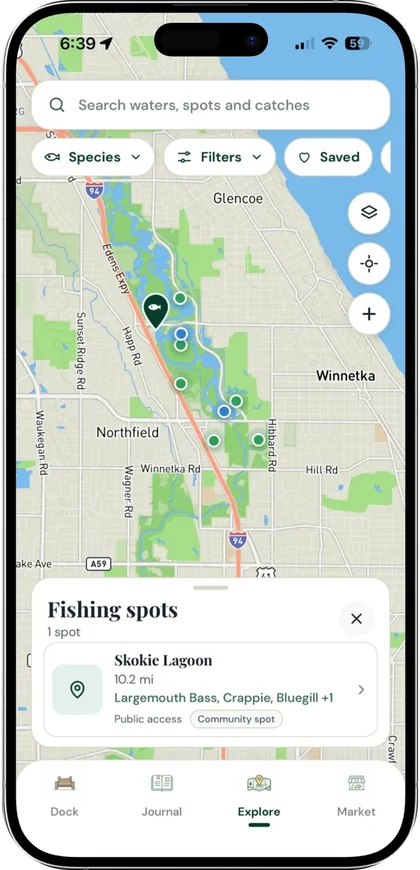 6:39
59
Search waters, spots and catches
Species
Filters
Saved
94
Glencoe
Edens Expy
Sunset Ridge Rd
Happ Rd
Winnetka
Waukegan Rd
Northfield
Hibbard Rd
Winnetka Rd
Hill Rd
Wagner Rd
94
ake Ave
A59
41
Fishing spots
1 spot
Skokie Lagoon
10.2 mi
Largemouth Bass, Crappie, Bluegill +1
Public access
Community spot
Crawf
Dock
Journal
Explore
Market